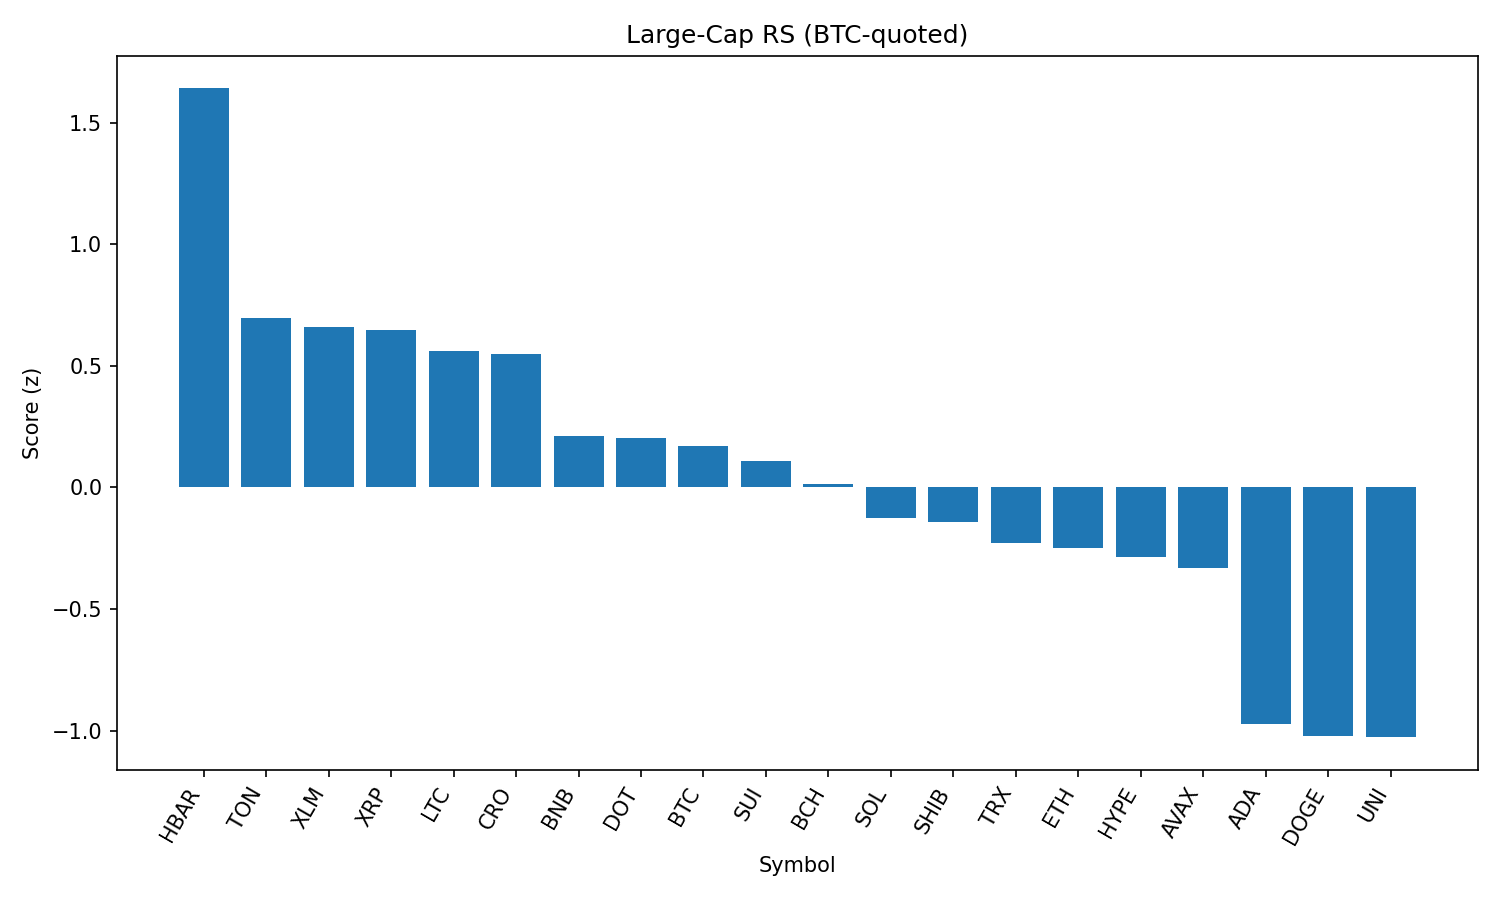 Large-Cap RS (BTC-quoted)
Score (z)
1.5
1.0
0.5
0.0
−0.5
−1.0
HBAR
TON
XLM
XRP
LTC
CRO
BNB
DOT
BTC
SUI
BCH
SOL
SHIB
TRX
ETH
HYPE
AVAX
ADA
DOGE
UNI
Symbol